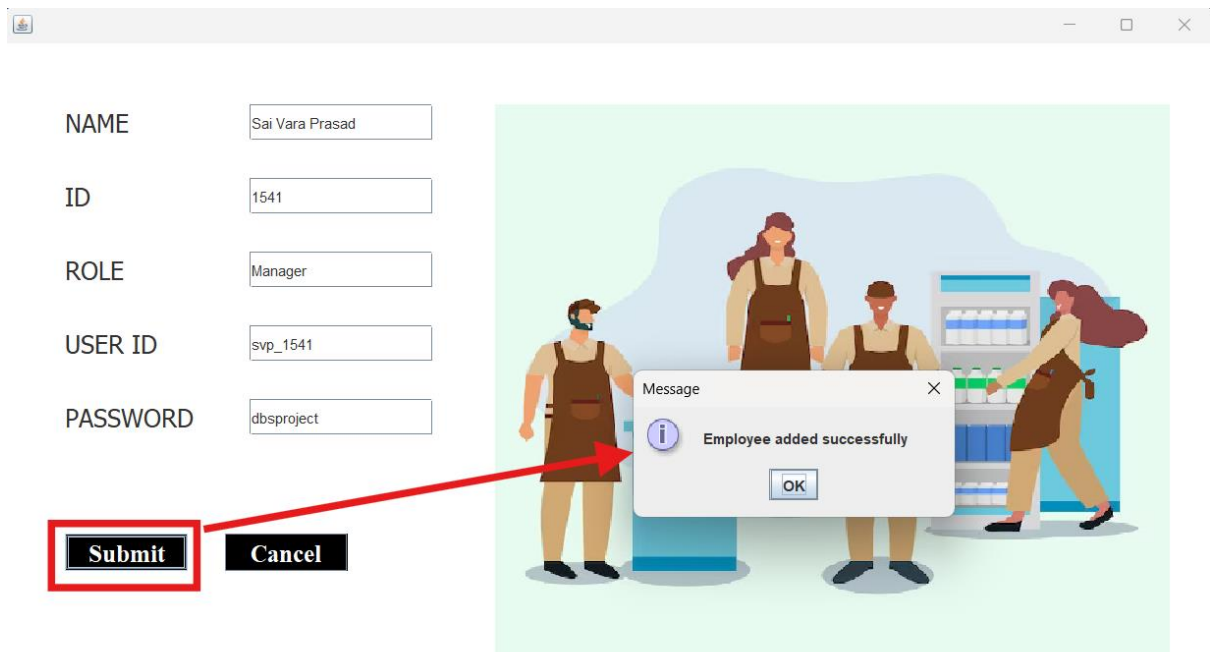 NAME Sai Vara Prasad
ID 1541
ROLE Manager
USER ID svp_1541
PASSWORD dbsproject
Message
Employee added successfully
OK
Submit Cancel